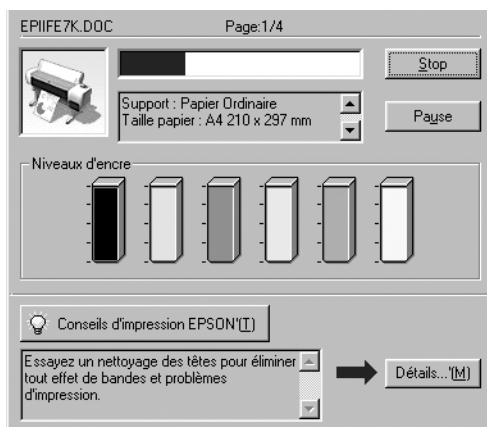 EPIIFE7K.DOC Page:1/4
Stop
Support : Papier Ordinaire
Taille papier : A4 210 x 297 mm
Pause
Niveaux d'encre
Conseils d'impression EPSON'(T)
Essayez un nettoyage des têtes pour éliminer
tout effet de bandes et problèmes
d'impression.
Détails...'(M)